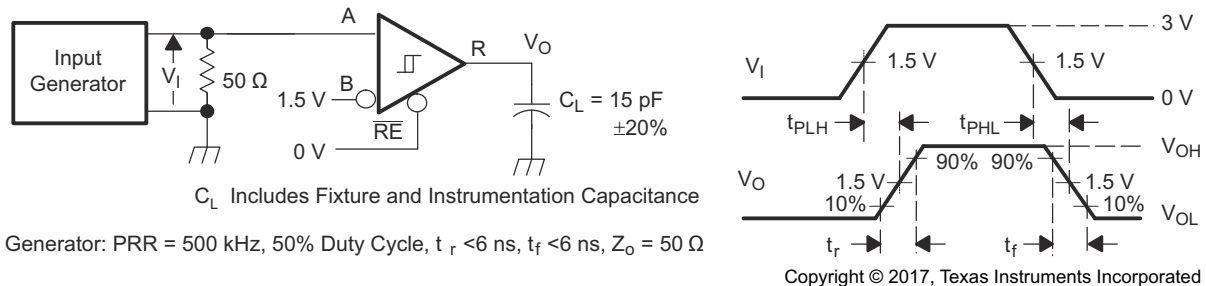 Input
Generator
V_I
50 Ω
A
B
1.5 V
R
RE
0 V
V_O
C_L = 15 pF
±20%
C_L Includes Fixture and Instrumentation Capacitance
Generator: PRR = 500 kHz, 50% Duty Cycle, t_r <6 ns, t_f <6 ns, Z_o = 50 Ω
3 V
V_I
1.5 V
1.5 V
0 V
t_PLH
t_PHL
V_OH
90%
90%
V_O
1.5 V
1.5 V
10%
10%
V_OL
t_r
t_f
Copyright © 2017, Texas Instruments Incorporated